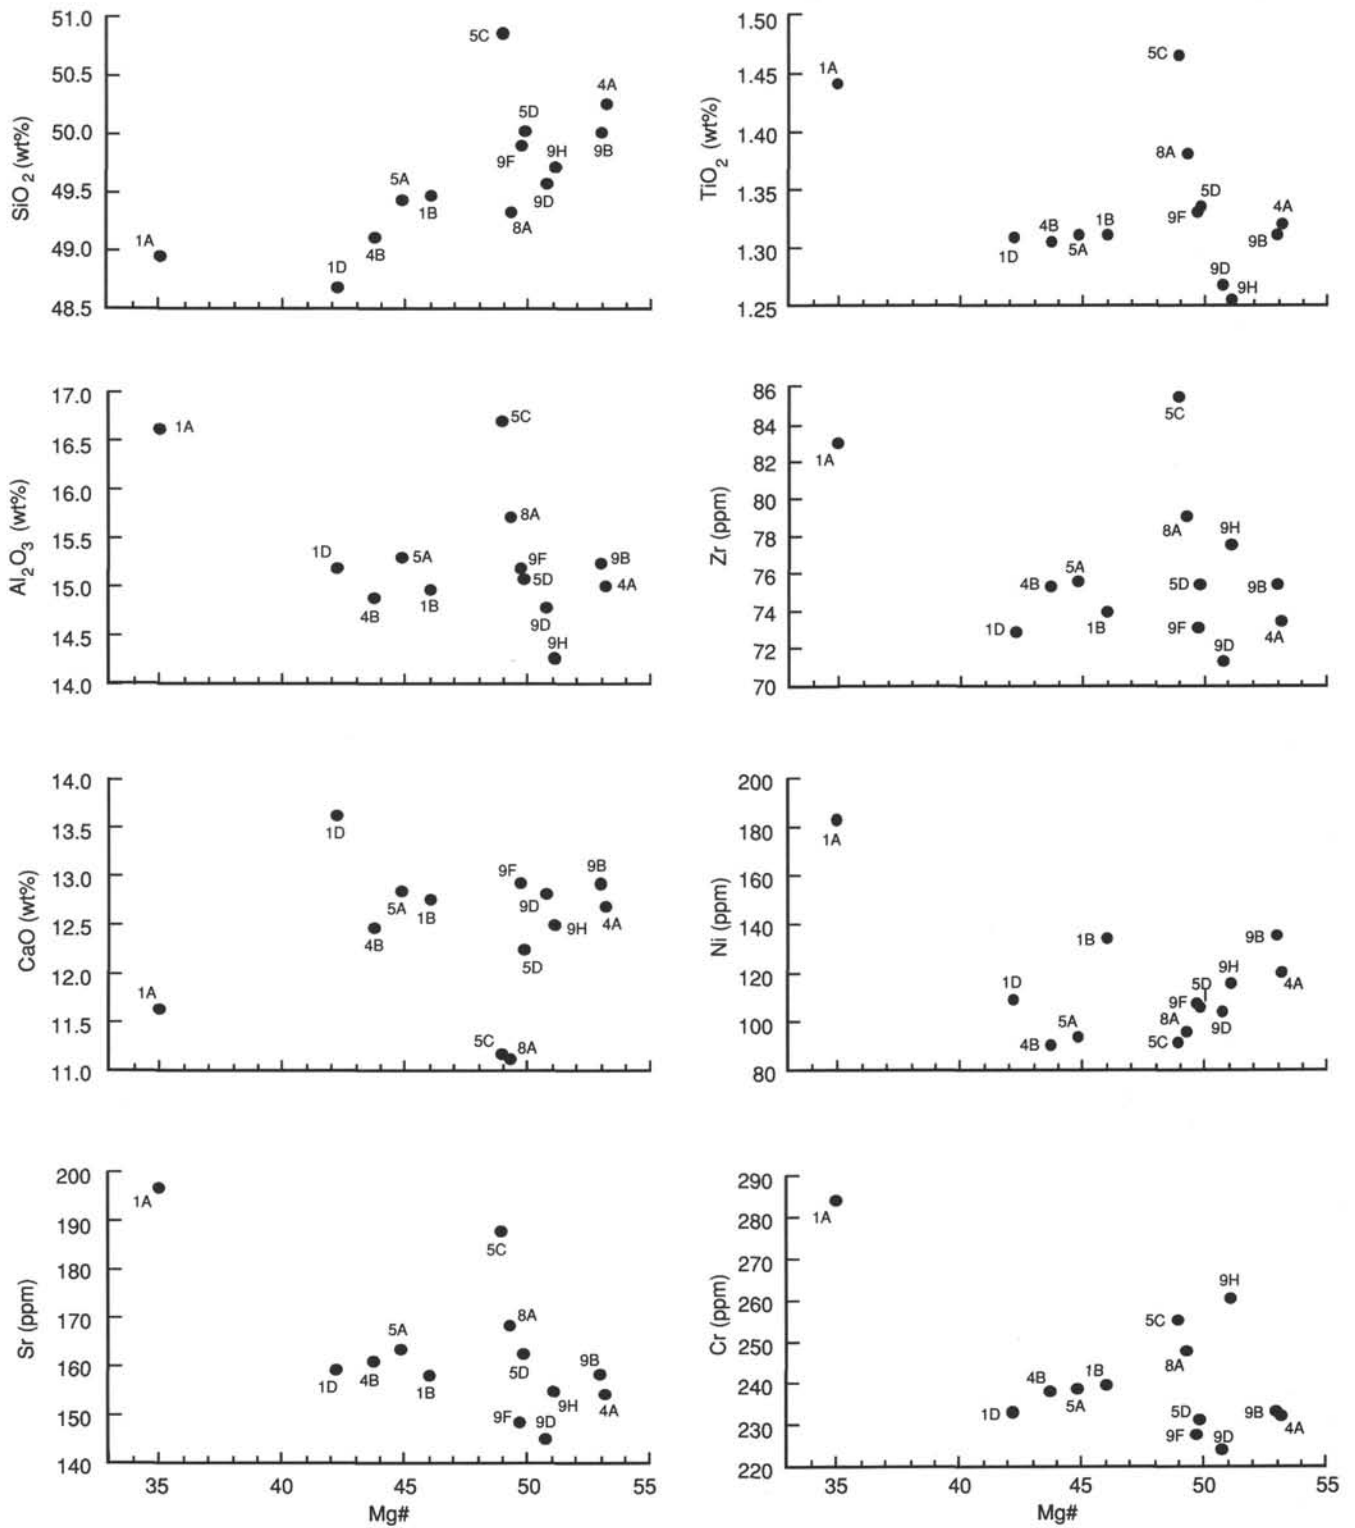 51.0
50.5
50.0
49.5
49.0
48.5
SiO2 (wt%)
5C
4A
5D
9F
9H
9B
9D
5A
1B
8A
4B
1A
1D
1.50
1.45
1.40
1.35
1.30
1.25
TiO2 (wt%)
5C
1A
8A
5D
9F
4A
9B
4B
1B
1D
5A
9D
9H
17.0
16.5
16.0
15.5
15.0
14.5
14.0
Al2O3 (wt%)
1A
5C
8A
1D
5A
9F
5D
9B
4A
4B
1B
9D
9H
86
84
82
80
78
76
74
72
70
Zr (ppm)
5C
1A
8A
9H
4B
5A
5D
9B
1D
1B
9F
4A
9D
14.0
13.5
13.0
12.5
12.0
11.5
11.0
CaO (wt%)
1D
9F
9B
5A
1B
9D
4A
4B
9H
5D
1A
5C
8A
200
180
160
140
120
100
80
Ni (ppm)
1A
1B
9B
9H
4A
1D
5D
9F
5A
8A
9D
4B
5C
200
190
180
170
160
150
140
Sr (ppm)
1A
5C
8A
5A
1D
4B
1B
5D
9B
9H
4A
9F
9D
35
45
50
55
Mg#
290
280
270
260
250
240
230
220
Cr (ppm)
1A
9H
5C
8A
4B
1B
5A
1D
5D
9B
4A
9F
9D
35
40
45
50
55
Mg#
40